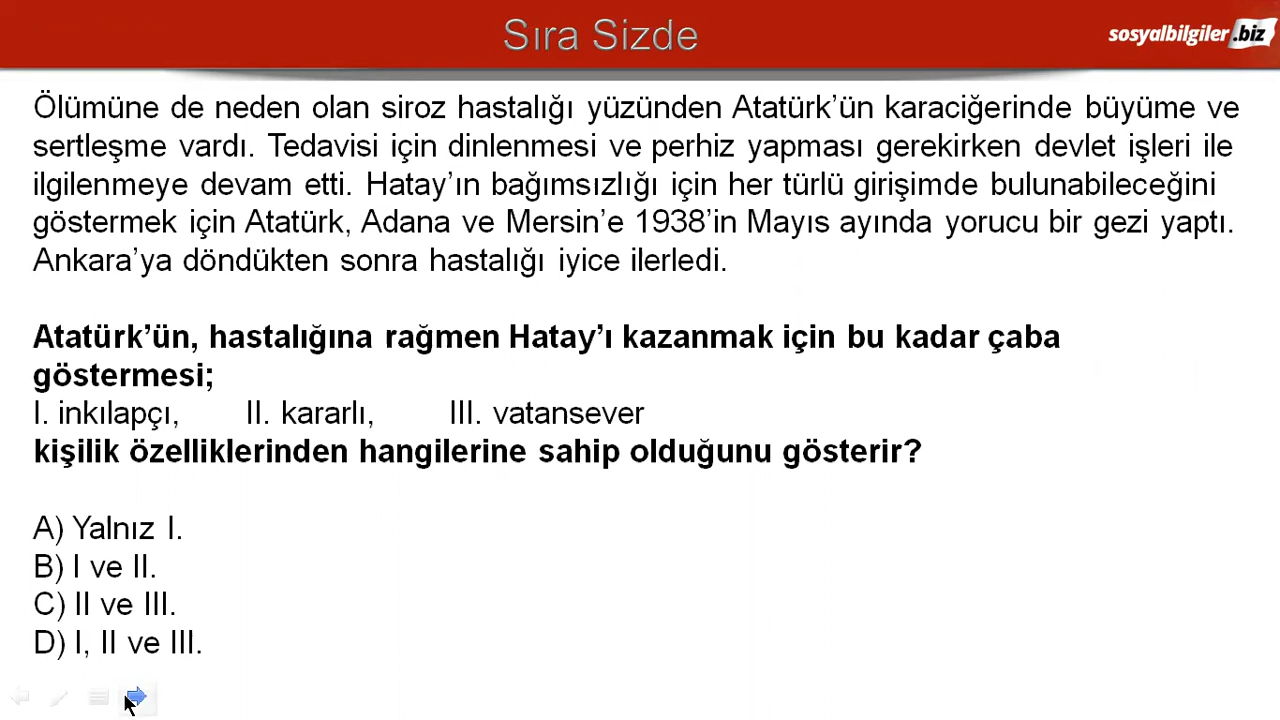 Sıra Sizde
sosyalbilgiler.biz
Ölümüne de neden olan siroz hastalığı yüzünden Atatürk’ün karaciğerinde büyüme ve
sertleşme vardı. Tedavisi için dinlenmesi ve perhiz yapması gerekirken devlet işleri ile
ilgilenmeye devam etti. Hatay’ın bağımsızlığı için her türlü girişimde bulunabileceğini
göstermek için Atatürk, Adana ve Mersin’e 1938’in Mayıs ayında yorucu bir gezi yaptı.
Ankara’ya döndükten sonra hastalığı iyice ilerledi.
Atatürk’ün, hastalığına rağmen Hatay’ı kazanmak için bu kadar çaba
göstermesi;
I. inkılapçı, II. kararlı, III. vatansever
kişilik özelliklerinden hangilerine sahip olduğunu gösterir?
A) Yalnız I.
B) I ve II.
C) II ve III.
D) I, II ve III.